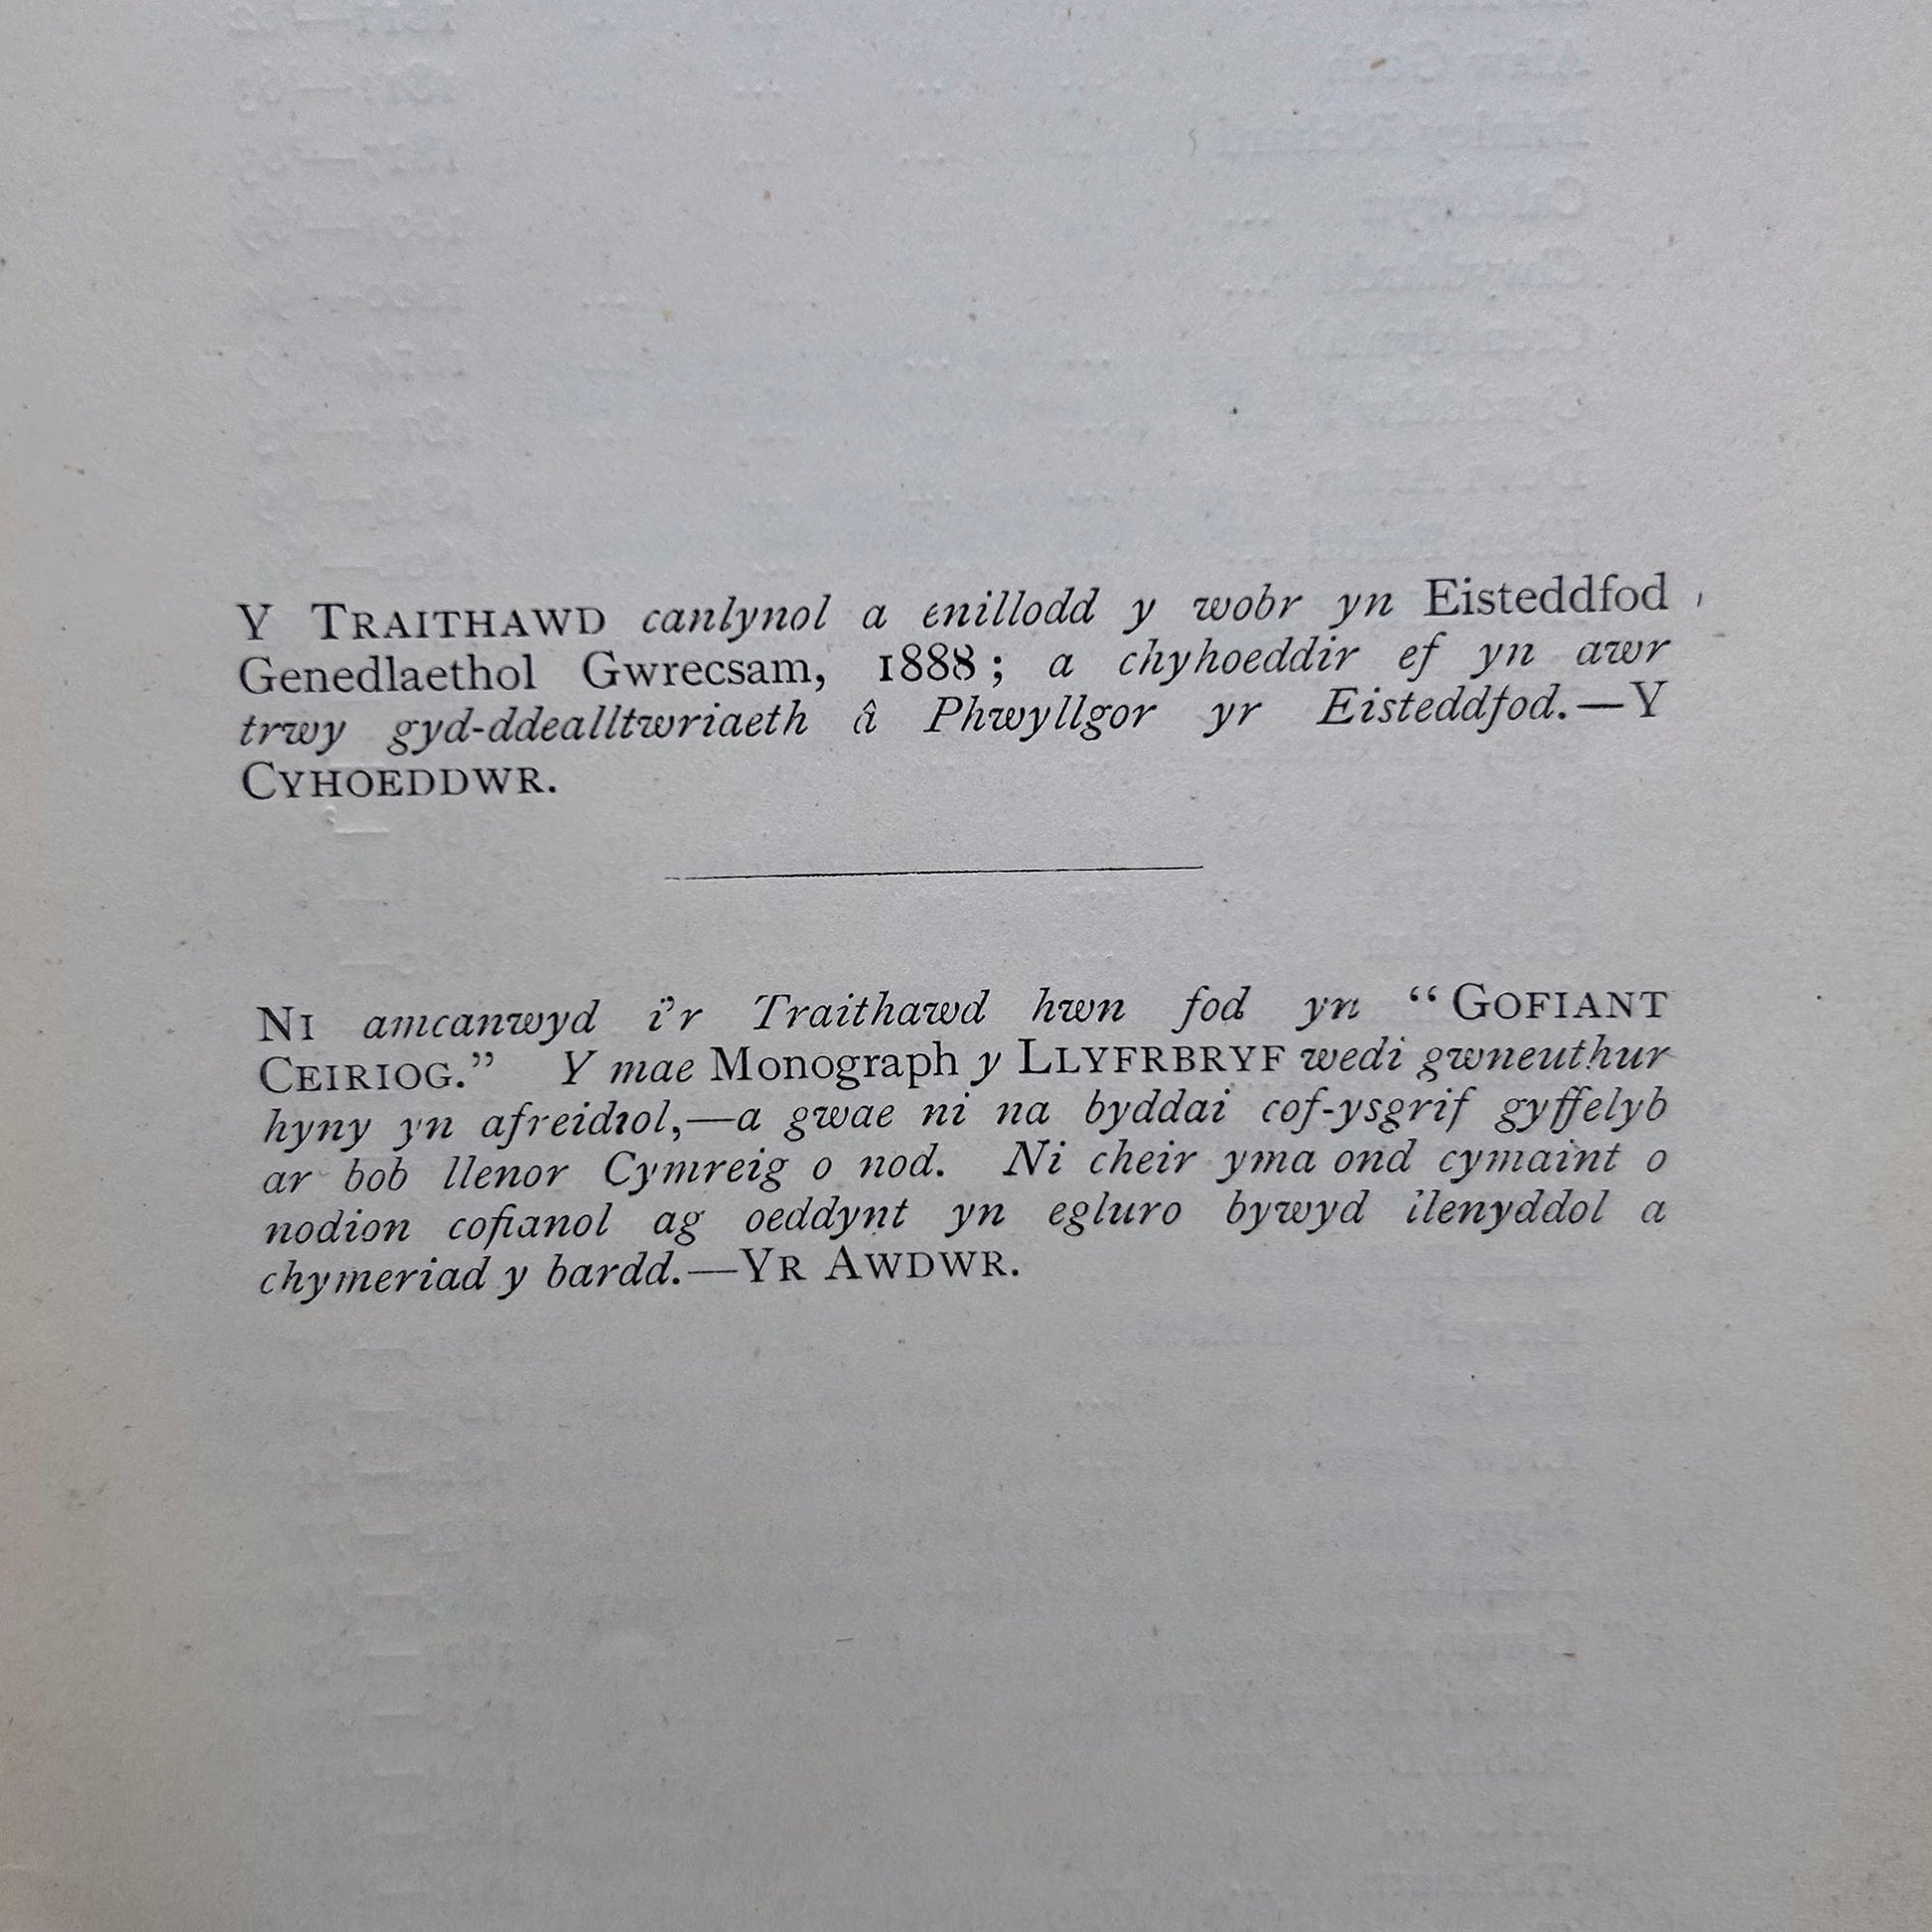 Y TRAITHAWD canlynol a enillodd y wobr yn Eisteddfod
Genedlaethol Gwrecsam, 1888; a chyhoeddir ef yn awr
trwy gyd-ddealltwriaeth â Phwyllgor yr Eisteddfod.—Y
CYHOEDDWR.
NI amcanwyd i'r Traithawd hwn fod yn “GOFIANT
CEIRIOG.” Y mae Monograph y LLYFRBRYF wedi gwneuthur
hyny yn afreidiol,—a gwae ni na byddai cof-ysgrif gyffelyb
ar bob llenor Cymreig o nod. Ni cheir yma ond cymaint o
nodion cofianol ag oeddynt yn egluro bywyd llenyddol a
chymeriad y bardd.—YR AWDWR.